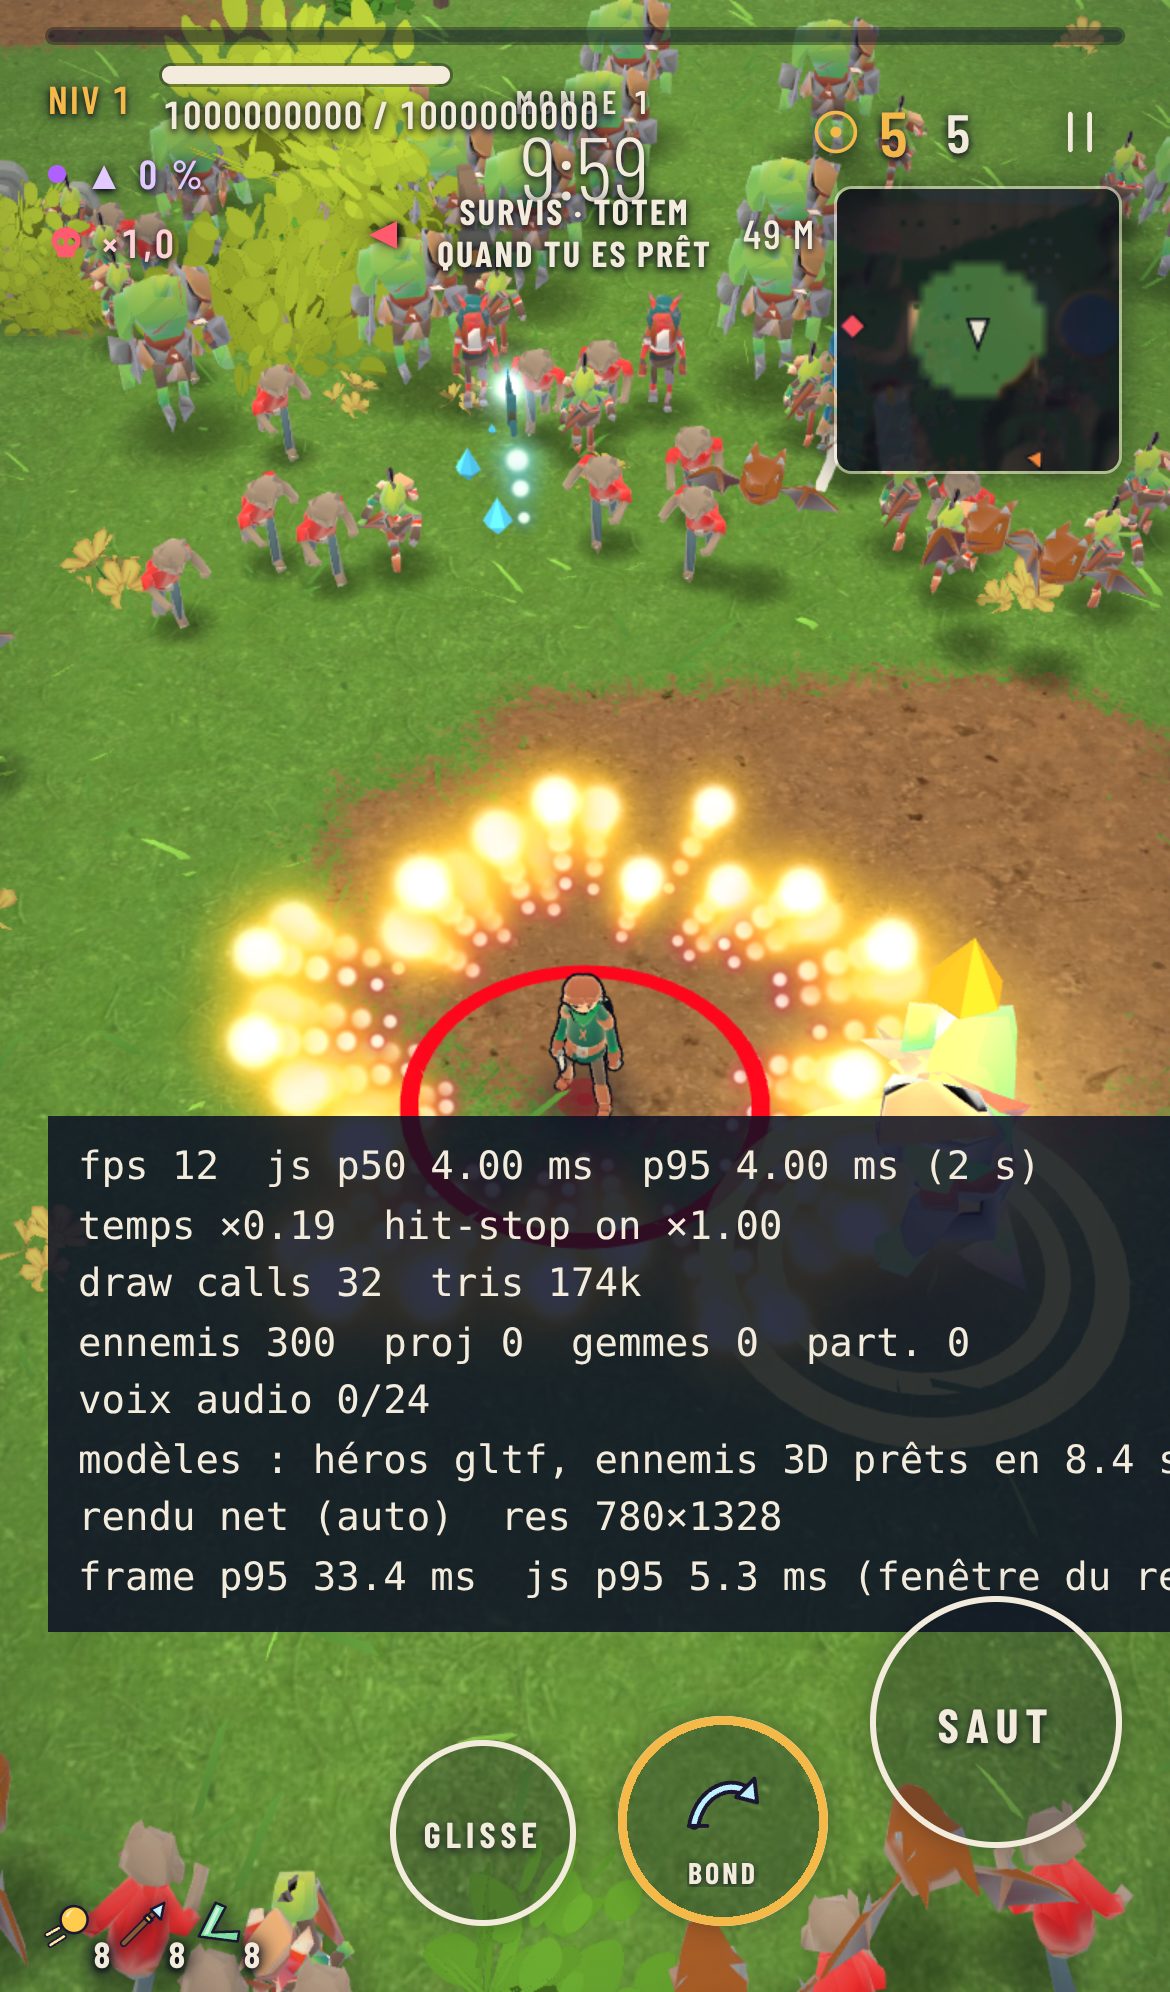 NIV 1
1000000000 / 1000000000
MONDE 1
9:59
5 5
0 %
×1,0
SURVIS · TOTEM
QUAND TU ES PRÊT
49 M
fps 12 js p50 4.00 ms p95 4.00 ms (2 s)
temps ×0.19 hit-stop on ×1.00
draw calls 32 tris 174k
ennemis 300 proj 0 gemmes 0 part. 0
voix audio 0/24
modèles : héros gltf, ennemis 3D prêts en 8.4 s
rendu net (auto) res 780×1328
frame p95 33.4 ms js p95 5.3 ms (fenêtre du re
SAUT
GLISSE
BOND
8 8 8